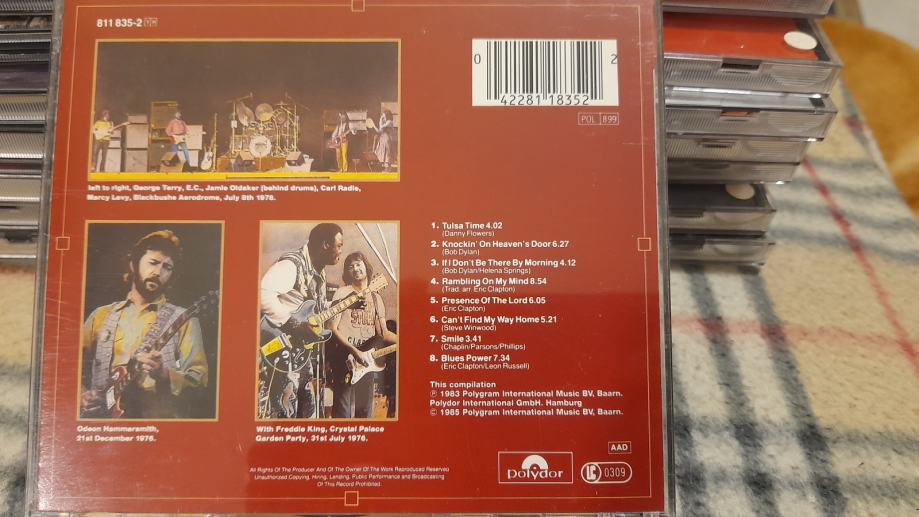 811 835-2 YH
0 42281 18352 2
POL 899
left to right, George Terry, E.C., Jamie Oldaker (behind drums), Carl Radle,
Marcy Levy, Blackbushe Aerodrome, July 8th 1978.
1. Tulsa Time 4.02
(Danny Flowers)
2. Knockin' On Heaven's Door 6.27
(Bob Dylan)
3. If I Don't Be There By Morning 4.12
(Bob Dylan/Helena Springs)
4. Rambling On My Mind 8.54
(Trad. arr. Eric Clapton)
5. Presence Of The Lord 6.05
(Eric Clapton)
6. Can't Find My Way Home 5.21
(Steve Winwood)
7. Smile 3.41
(Chaplin/Parsons/Phillips)
8. Blues Power 7.34
(Eric Clapton/Leon Russell)
This compilation
℗ 1983 Polygram International Music BV, Baarn.
Polydor International GmbH. Hamburg
© 1985 Polygram International Music BV, Baarn.
Odeon Hammersmith,
21st December 1976.
With Freddie King, Crystal Palace
Garden Party, 31st July 1976.
AAD
All Rights Of The Producer And Of The Owner Of The Work Reproduced Reserved
Unauthorized Copying, Hiring, Lending, Public Performance and Broadcasting
Of This Record Prohibited.
polydor
LC 0309